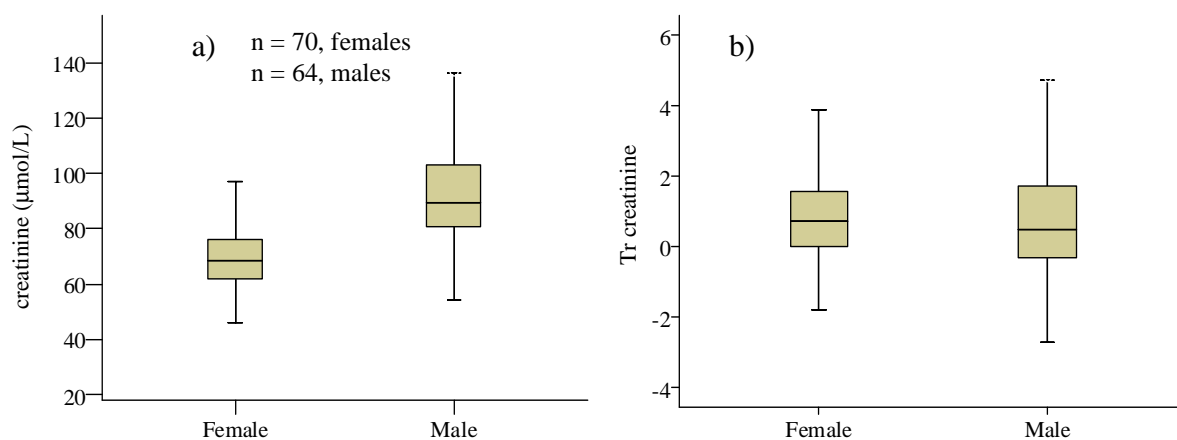 a)
n = 70, females
n = 64, males
creatinine (µmol/L)
140
120
100
80
60
40
20
Female
Male
b)
Tr creatinine
6
4
2
0
-2
-4
Female
Male